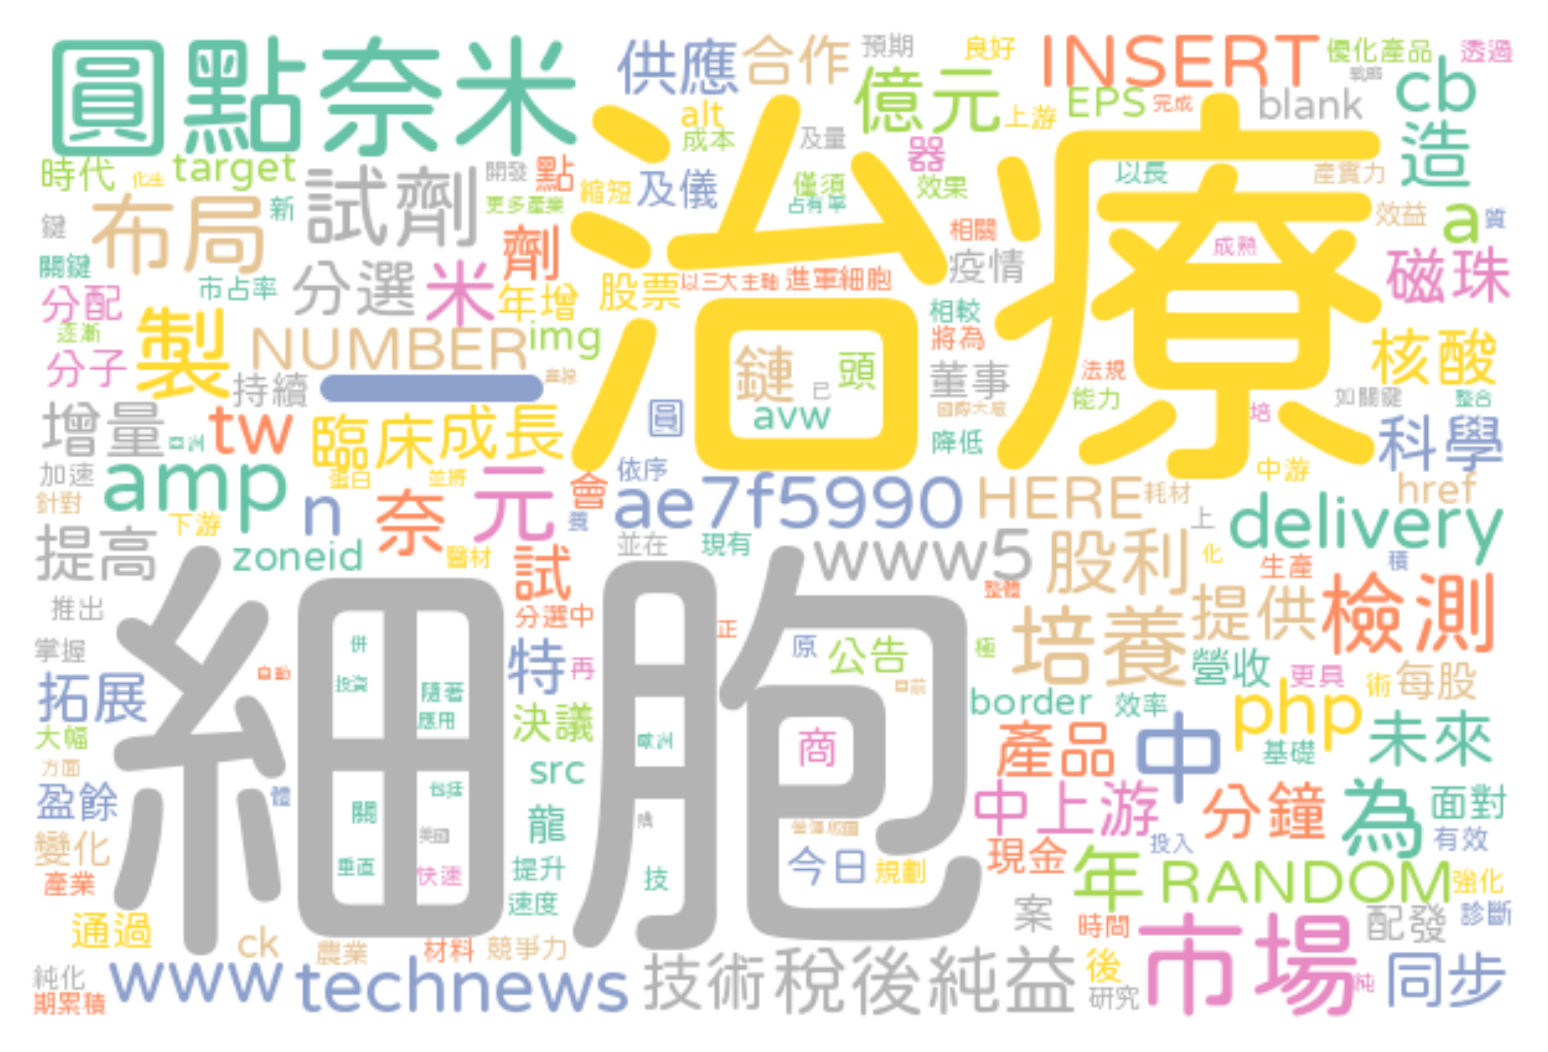 圓點奈米
供應
合作
預期
良好
INSERT
優化產品
透過
億元
alt
成本
及量
上游
EPS
完成
blank
cb
造
時代
化生
target
試劑
開發
點
縮短
及儀
僅須
占有率
器
效果
治療
以長
產實力
布局
新
更多產業
鍵
劑
相關
疫情
成熟
效益
a
質
關鍵
市占率
分選
米
年增
股票
以三大主軸
進軍細胞
磁珠
分配
逐漸
製
NUMBER
img
相較
將為
分子
持續
鏈
已
頭
董事
法規
能力
如關鍵
整合
核酸
增量
亞洲
tw
臨床
成長
圓
avw
國際大廠
降低
培
科學
加速
amp
蛋白
並將
依序
中游
href
針對
下游
n
奈
元
會
養
ae7f5990
HERE
耗材
上
delivery
提高
zoneid
醫材
試
並在
現有
www5
股利
化
生產
積
推出
細胞
分選中
整體
培養
提供
檢測
掌握
自動
併
投資
隨著
應用
特
再
正
原
公告
目前
極
營收
更具
術
每股
拓展
決議
border
效率
php
大幅
方面
歐洲
商
產品
中
基礎
未來
盈餘
體
關
包括
美國
src
龍
中上游
分鐘
為
面對
變化
垂直
快速
提升
技
今日
規劃
現金
投入
有效
產業
速度
年
RANDOM
強化
通過
ck
農業
材料
競爭力
案
時間
市場
配發
診斷
純化
www
technews
技術
稅後純益
後
研究
純
同步
期累積